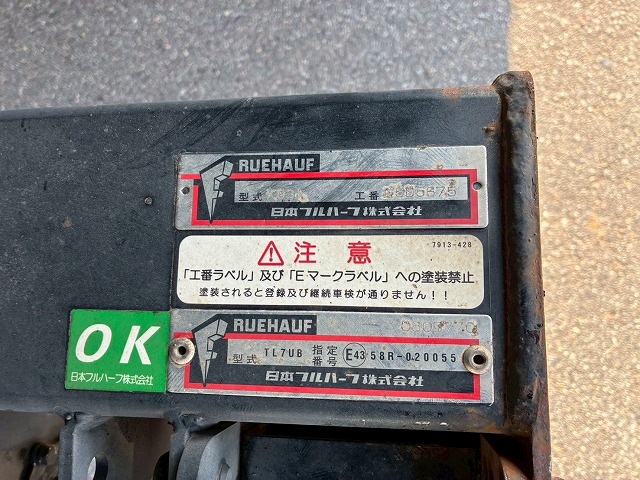 RUEHAUF
型式 工番
日本フルハーフ株式会社
⚠注意 7913-428
「工番ラベル」及び「Eマークラベル」への塗装禁止
塗装されると登録及び継続車検が通りません!!
RUEHAUF
型式 TL7UB 指定番号 E43 58R-020055
日本フルハーフ株式会社
OK
日本フルハーフ株式会社